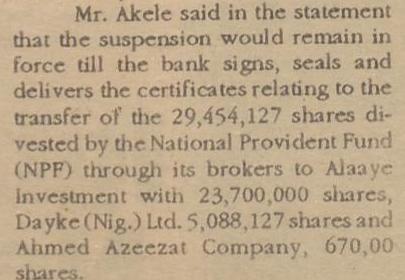 Mr. Akele said in the statement
that the suspension would remain in
force till the bank signs, seals and
delivers the certificates relating to the
transfer of the 29,454,127 shares di-
vested by the National Provident Fund
(NPF) through its brokers to Alaaye
Investment with 23,700,000 shares,
Dayke (Nig.) Ltd. 5,088,127 shares and
Ahmed Azeezat Company, 670,00
shares.